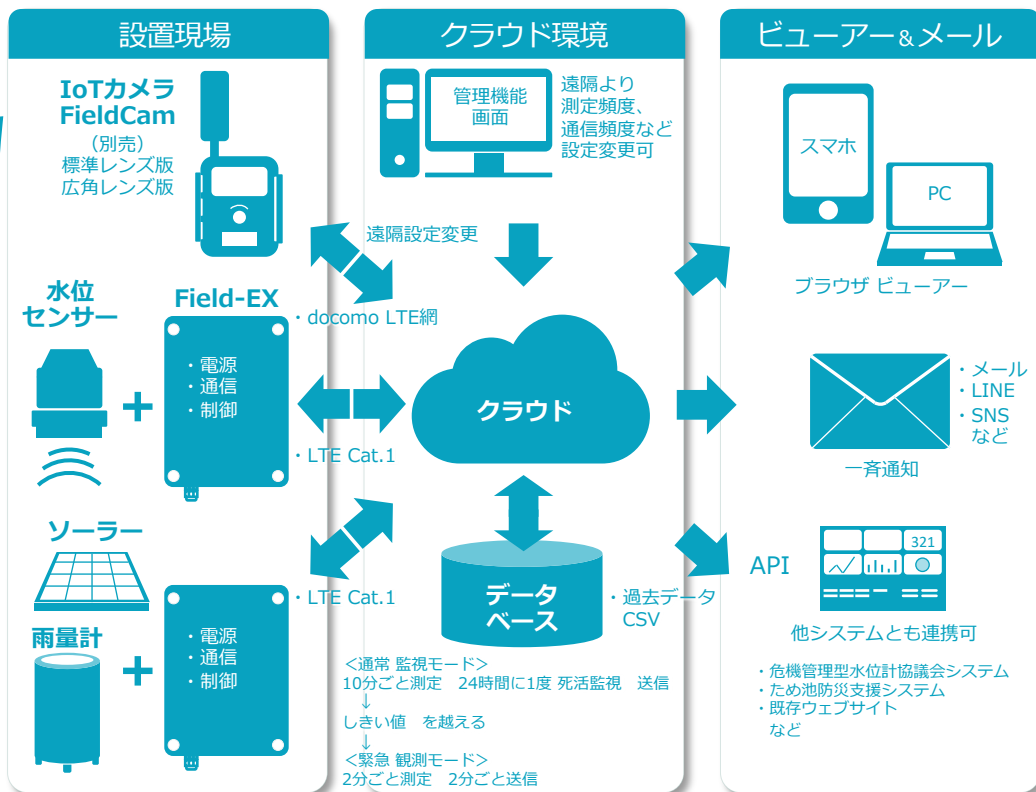 設置現場
IoTカメラ
FieldCam
（別売）
標準レンズ版
広角レンズ版
水位
センサー
Field-EX
・電源
・通信
・制御
ソーラー
雨量計
・電源
・通信
・制御
クラウド環境
管理機能
画面
遠隔より
測定頻度、
通信頻度など
設定変更可
遠隔設定変更
・docomo LTE網
・LTE Cat.1
・LTE Cat.1
クラウド
データ
ベース
・過去データ
CSV
＜通常 監視モード＞
10分ごと測定　24時間に1度 死活監視　送信
↓
しきい値　を越える
↓
＜緊急 観測モード＞
2分ごと測定　2分ごと送信
ビューアー&メール
スマホ
PC
ブラウザ ビューアー
・メール
・LINE
・SNS
など
一斉通知
API
321
他システムとも連携可
・危機管理型水位計協議会システム
・ため池防災支援システム
・既存ウェブサイト
など